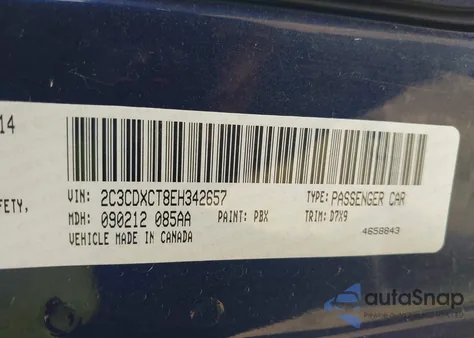 14
VIN: 2C3CDXCT8EH342657 TYPE: PASSENGER CAR
FETY, MDH: 090212 085AA PAINT: PBX TRIM: D7X9
VEHICLE MADE IN CANADA 4658843
autoSnap